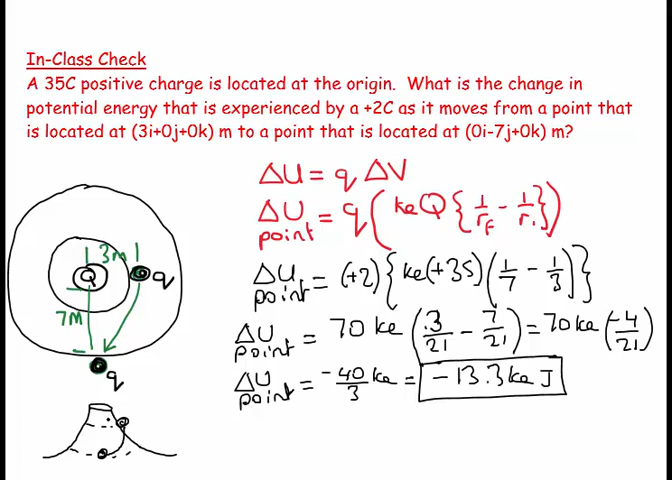 In-Class Check
A 35C positive charge is located at the origin. What is the change in
potential energy that is experienced by a +2C as it moves from a point that
is located at (3i+0j+0k) m to a point that is located at (0i-7j+0k) m?
ΔU = q ΔV
ΔU point = q (keQ {1/rf - 1/ri})
ΔU point = (+2) {ke(+35) (1/7 - 1/3)}
ΔU point = 70 ke (3/21 - 7/21) = 70 ke (-4/21)
ΔU point = -40/3 ke = -13.3 ke J
3m
Q
q
7M
q